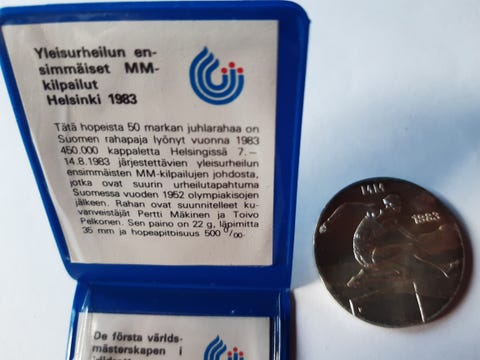 Yleisurheilun en-
simmäiset MM-
kilpailut
Helsinki 1983
Tätä hopeista 50 markan juhlarahaa on
Suomen rahapaja lyönyt vuonna 1983
450.000 kappaletta Helsingissä 7.—
14.8.1983 järjestettävien yleisurheilun
ensimmäisten MM-kilpailujen johdosta,
jotka ovat suurin urheilutapahtuma
Suomessa vuoden 1952 olympiakisojen
jälkeen. Rahan ovat suunnitelleet ku-
vanveistäjät Pertti Mäkinen ja Toivo
Pelkonen. Sen paino on 22 g, läpimitta
35 mm ja hopeapitoisuus 500 ⁰/₀₀.
De första världs-
mästerskapen i
1983